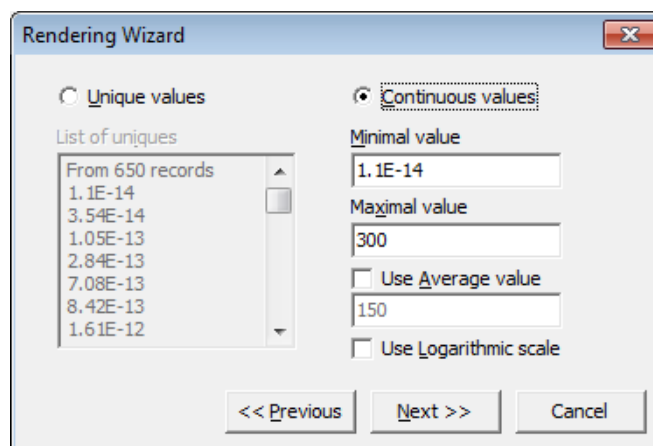 Rendering Wizard
Unique values
List of uniques
From 650 records
1.1E-14
3.54E-14
1.05E-13
2.84E-13
7.08E-13
8.42E-13
1.61E-12
Continuous values
Minimal value
1.1E-14
Maximal value
300
Use Average value
150
Use Logarithmic scale
<< Previous
Next >>
Cancel